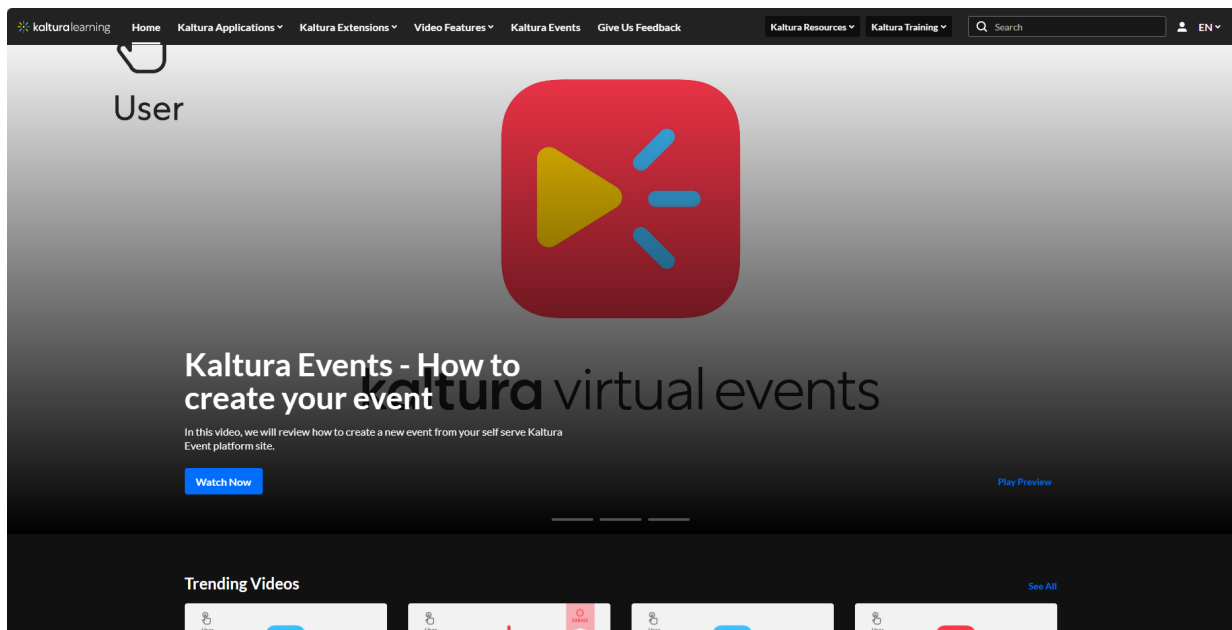 kaltura learning
Home
Kaltura Applications
Kaltura Extensions
Video Features
Kaltura Events
Give Us Feedback
Kaltura Resources
Kaltura Training
Search
EN
User
Kaltura Events - How to
create your event
kaltura virtual events
In this video, we will review how to create a new event from your self serve Kaltura
Event platform site.
Watch Now
Play Preview
Trending Videos
See All